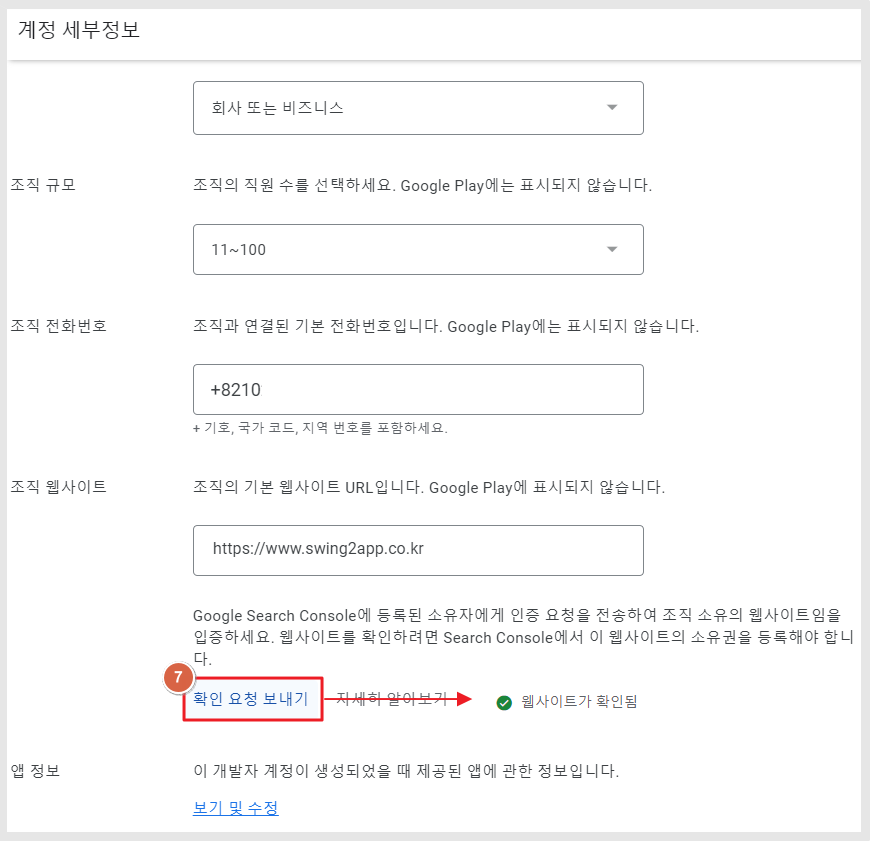 계정 세부정보
회사 또는 비즈니스
조직 규모
조직의 직원 수를 선택하세요. Google Play에는 표시되지 않습니다.
11~100
조직 전화번호
조직과 연결된 기본 전화번호입니다. Google Play에는 표시되지 않습니다.
+8210
+ 기호, 국가 코드, 지역 번호를 포함하세요.
조직 웹사이트
조직의 기본 웹사이트 URL입니다. Google Play에 표시되지 않습니다.
https://www.swing2app.co.kr
Google Search Console에 등록된 소유자에게 인증 요청을 전송하여 조직 소유의 웹사이트임을
입증하세요. 웹사이트를 확인하려면 Search Console에서 이 웹사이트의 소유권을 등록해야 합니
다.
7
확인 요청 보내기 자세히 알아보기 웹사이트가 확인됨
앱 정보
이 개발자 계정이 생성되었을 때 제공된 앱에 관한 정보입니다.
보기 및 수정